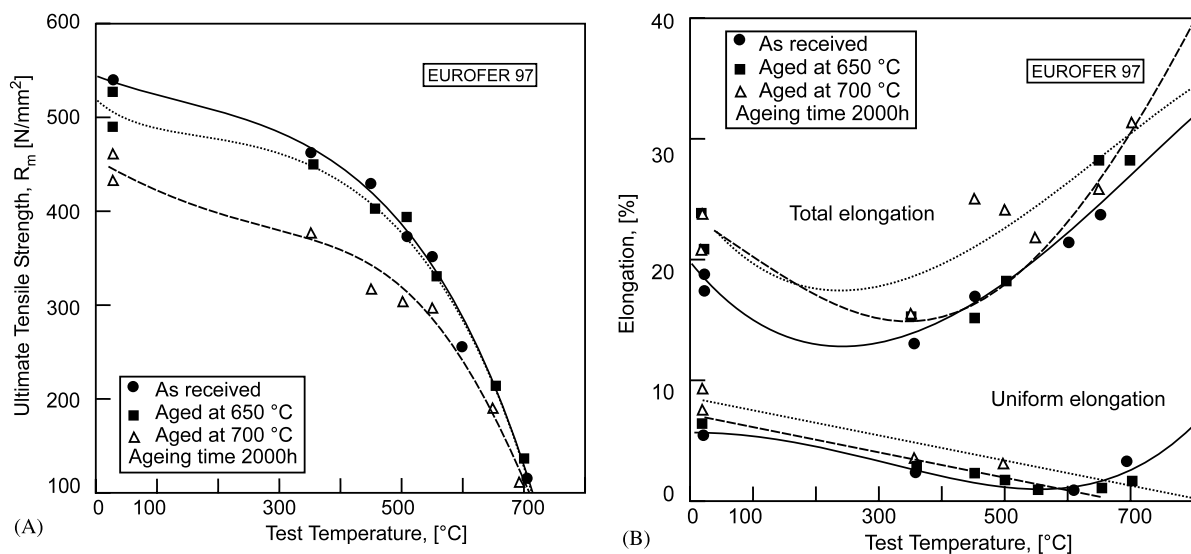 600
500
400
300
200
100
Ultimate Tensile Strength, Rm [N/mm2]
EUROFER 97
As received
Aged at 650 °C
Aged at 700 °C
Ageing time 2000h
0 100 300 500 700
Test Temperature, [°C]
(A)
40
30
20
10
0
Elongation, [%]
As received
Aged at 650 °C
Aged at 700 °C
Ageing time 2000h
EUROFER 97
Total elongation
Uniform elongation
0 100 300 500 700
Test Temperature, [°C]
(B)